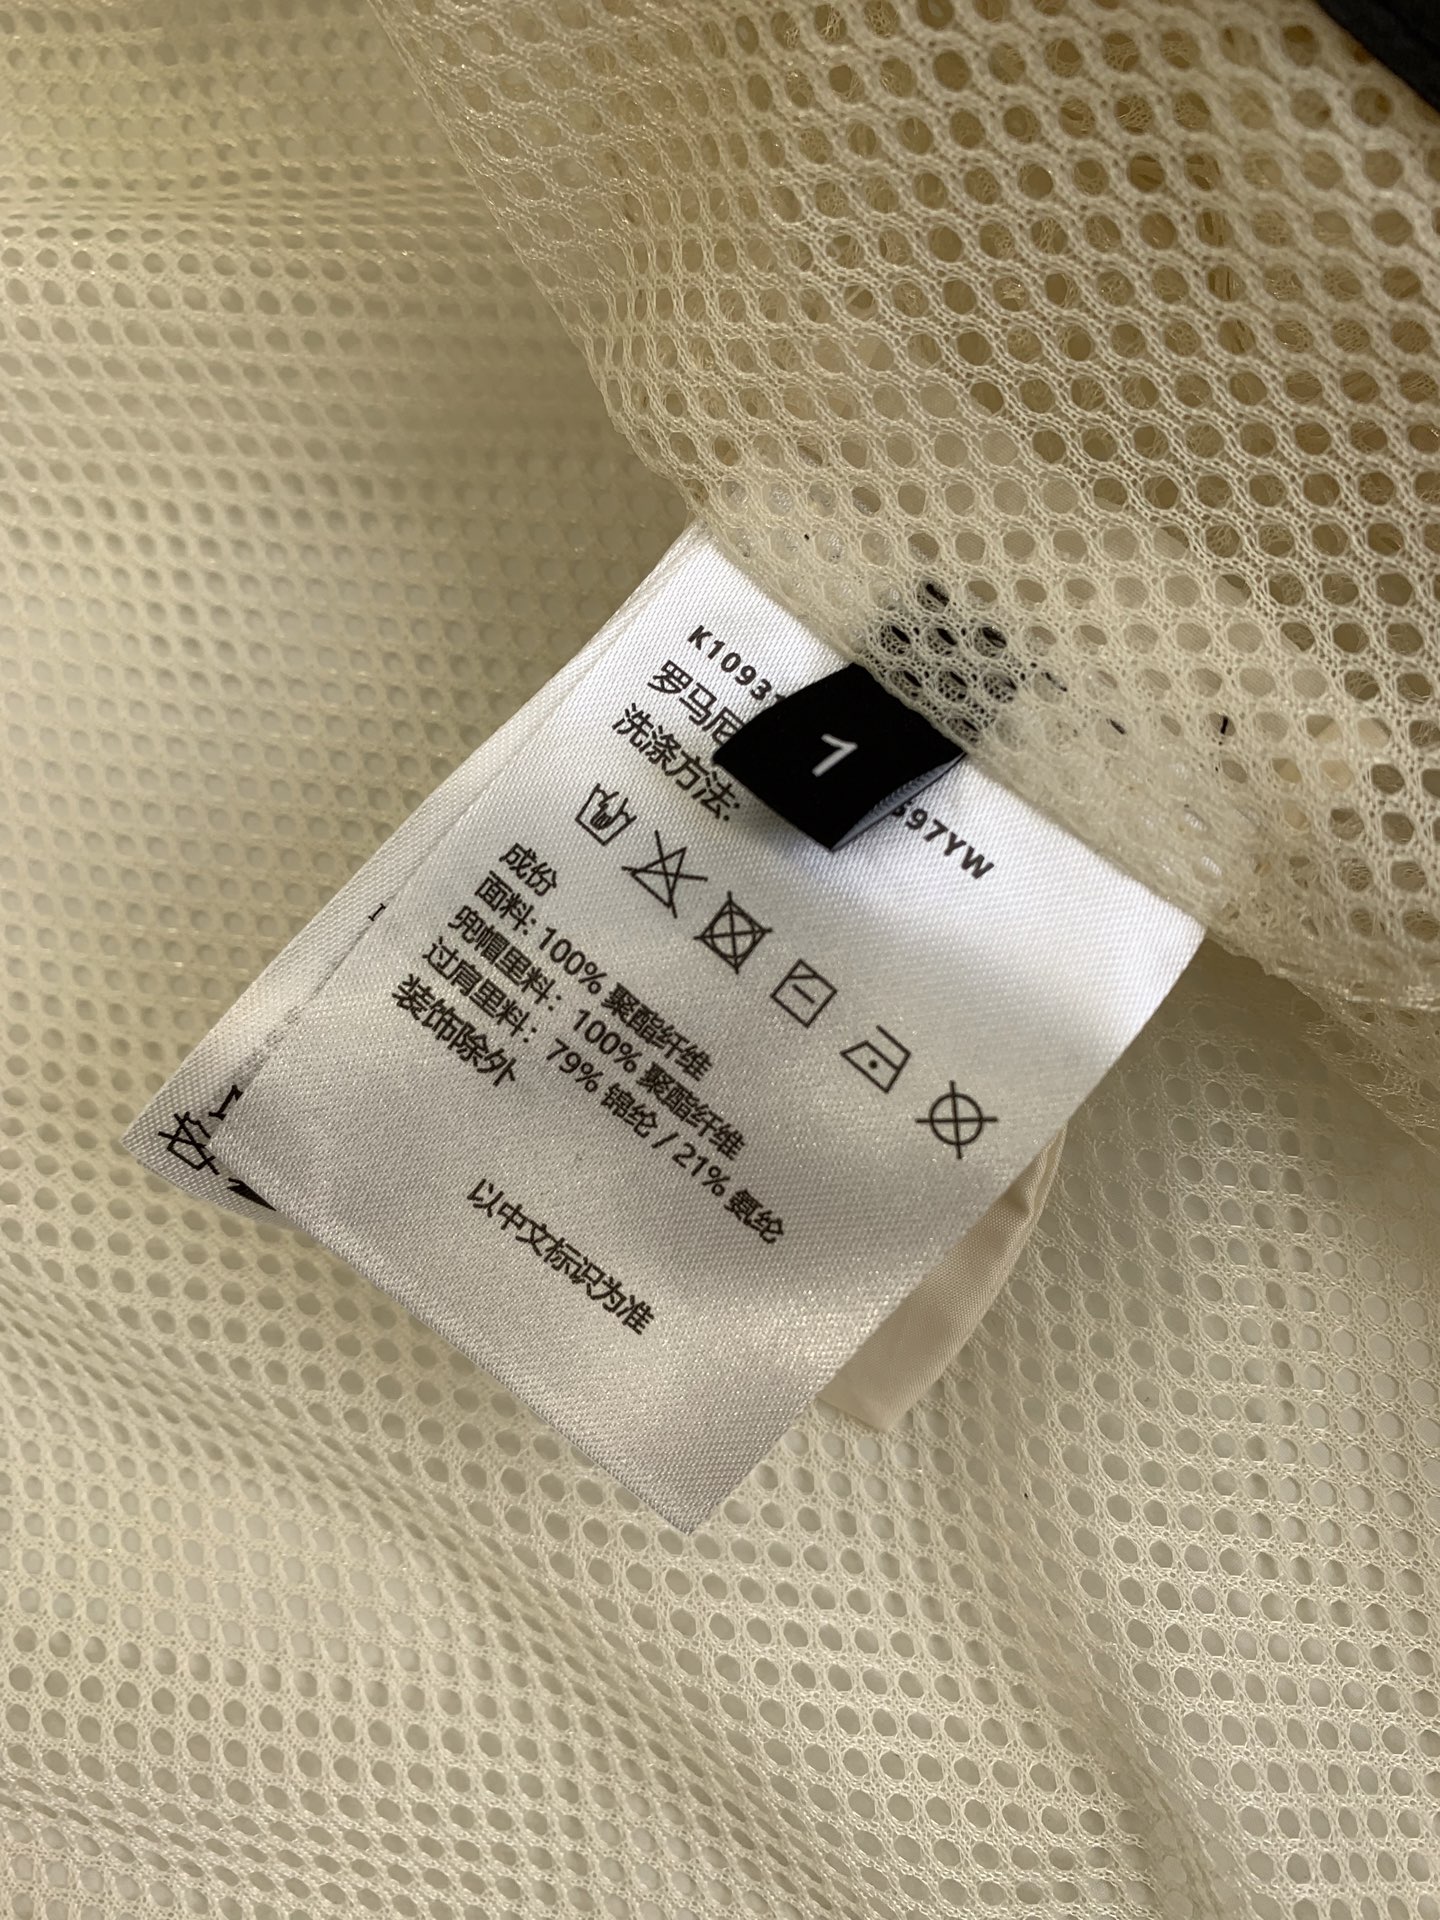 K1093
597YW
罗马尼
洗涤方法:
1
成份
面料: 100% 聚酯纤维
兜帽里料: 100% 聚酯纤维
过肩里料: 79% 锦纶 / 21% 氨纶
装饰除外
以中文标识为准